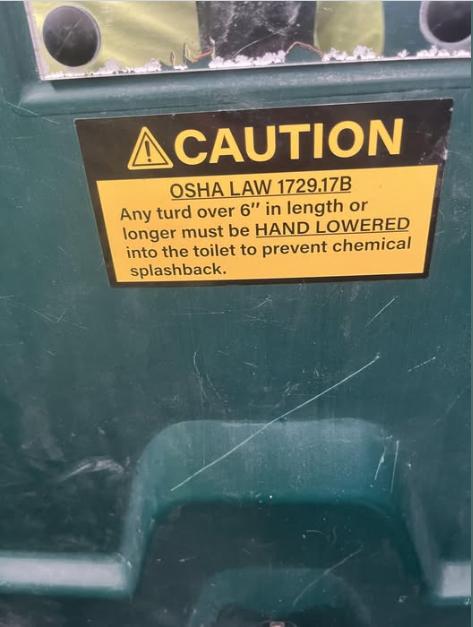 CAUTION
OSHA LAW 1729.17B
Any turd over 6" in length or
longer must be HAND LOWERED
into the toilet to prevent chemical
splashback.